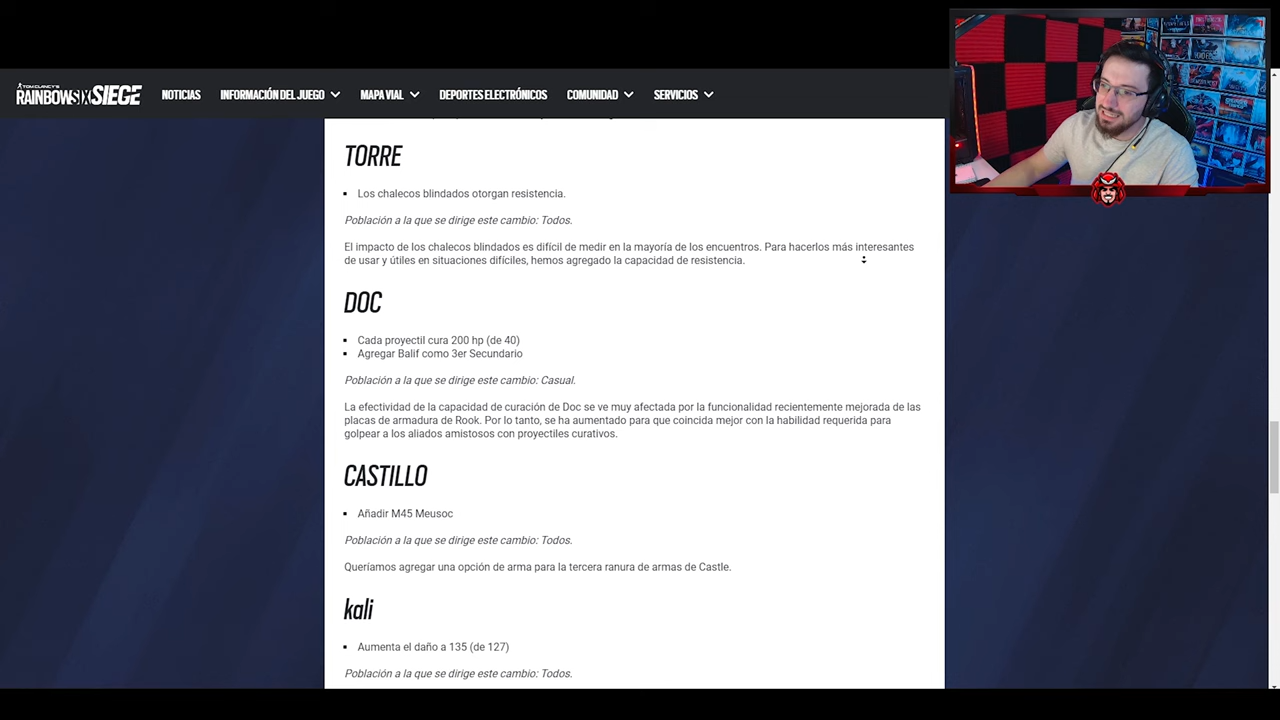 TOM CLANCY'S
RAINBOWSIX SIEGE
NOTICIAS
INFORMACIÓN DEL JUEGO
MAPA VIAL
DEPORTES ELECTRÓNICOS
COMUNIDAD
SERVICIOS
TORRE
Los chalecos blindados otorgan resistencia.
Población a la que se dirige este cambio: Todos.
El impacto de los chalecos blindados es difícil de medir en la mayoría de los encuentros. Para hacerlos más interesantes
de usar y útiles en situaciones difíciles, hemos agregado la capacidad de resistencia.
DOC
Cada proyectil cura 200 hp (de 40)
Agregar Balif como 3er Secundario
Población a la que se dirige este cambio: Casual.
La efectividad de la capacidad de curación de Doc se ve muy afectada por la funcionalidad recientemente mejorada de las
placas de armadura de Rook. Por lo tanto, se ha aumentado para que coincida mejor con la habilidad requerida para
golpear a los aliados amistosos con proyectiles curativos.
CASTILLO
Añadir M45 Meusoc
Población a la que se dirige este cambio: Todos.
Queríamos agregar una opción de arma para la tercera ranura de armas de Castle.
kali
Aumenta el daño a 135 (de 127)
Población a la que se dirige este cambio: Todos.